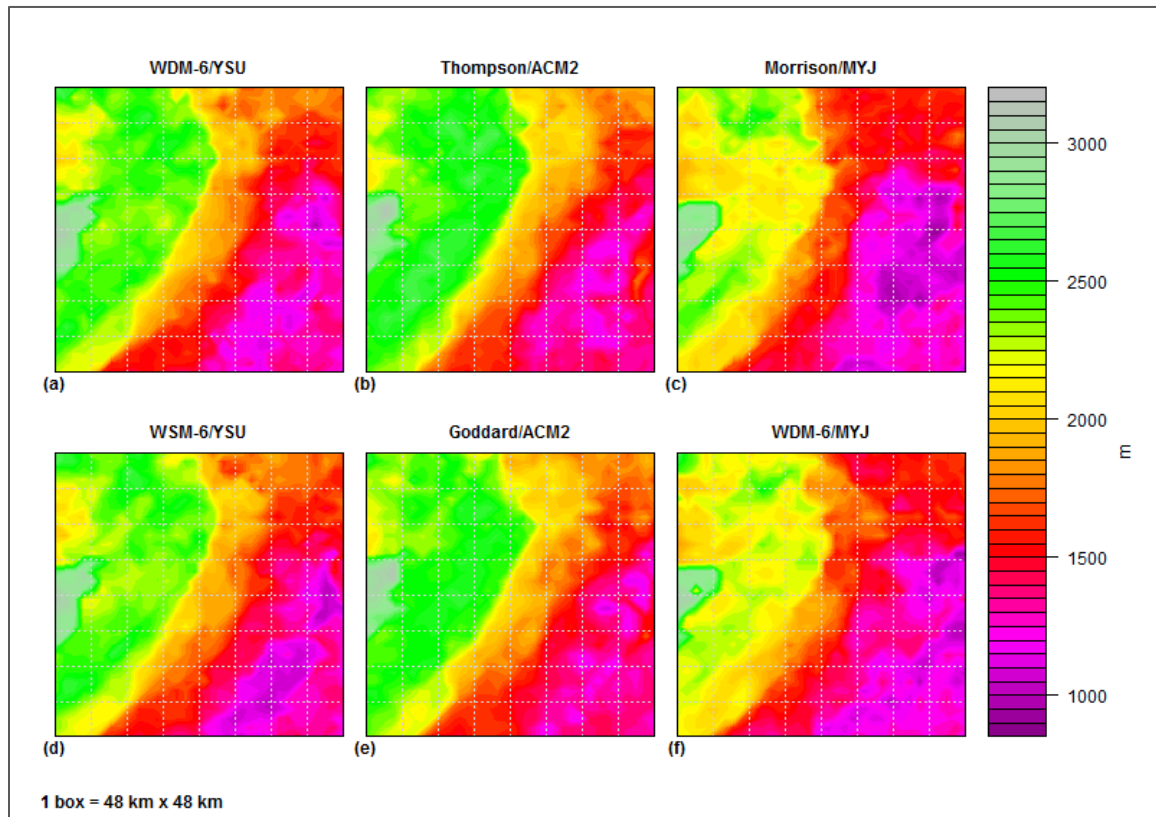 WDM-6/YSU
Thompson/ACM2
Morrison/MYJ
(a)
(b)
(c)
WSM-6/YSU
Goddard/ACM2
WDM-6/MYJ
(d)
(e)
(f)
3000
2500
2000
1500
1000
m
1 box = 48 km x 48 km